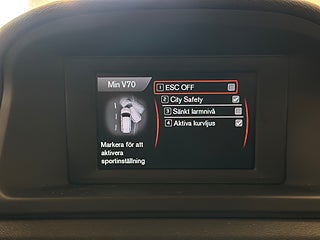 Min V70
1 ESC OFF
2 City Safety
3 Sänkt larmnivå
4 Aktiva kurvljus
Markera för att
aktivera
sportinställning